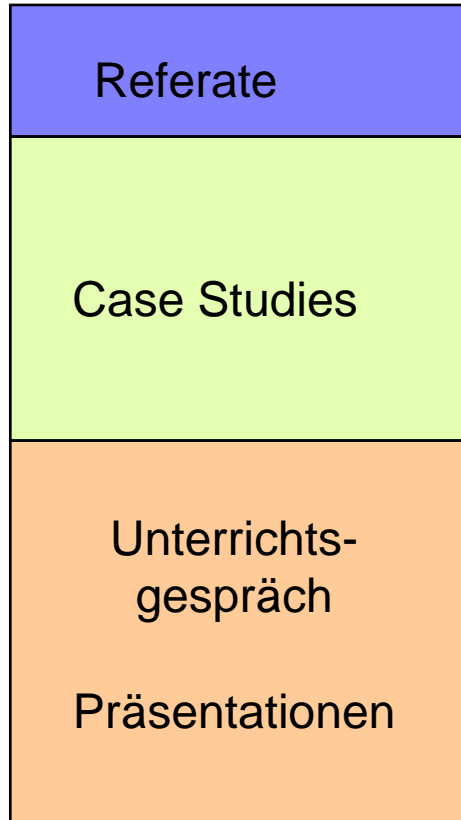 Referate
Case Studies
Unterrichts-
gespräch
Präsentationen